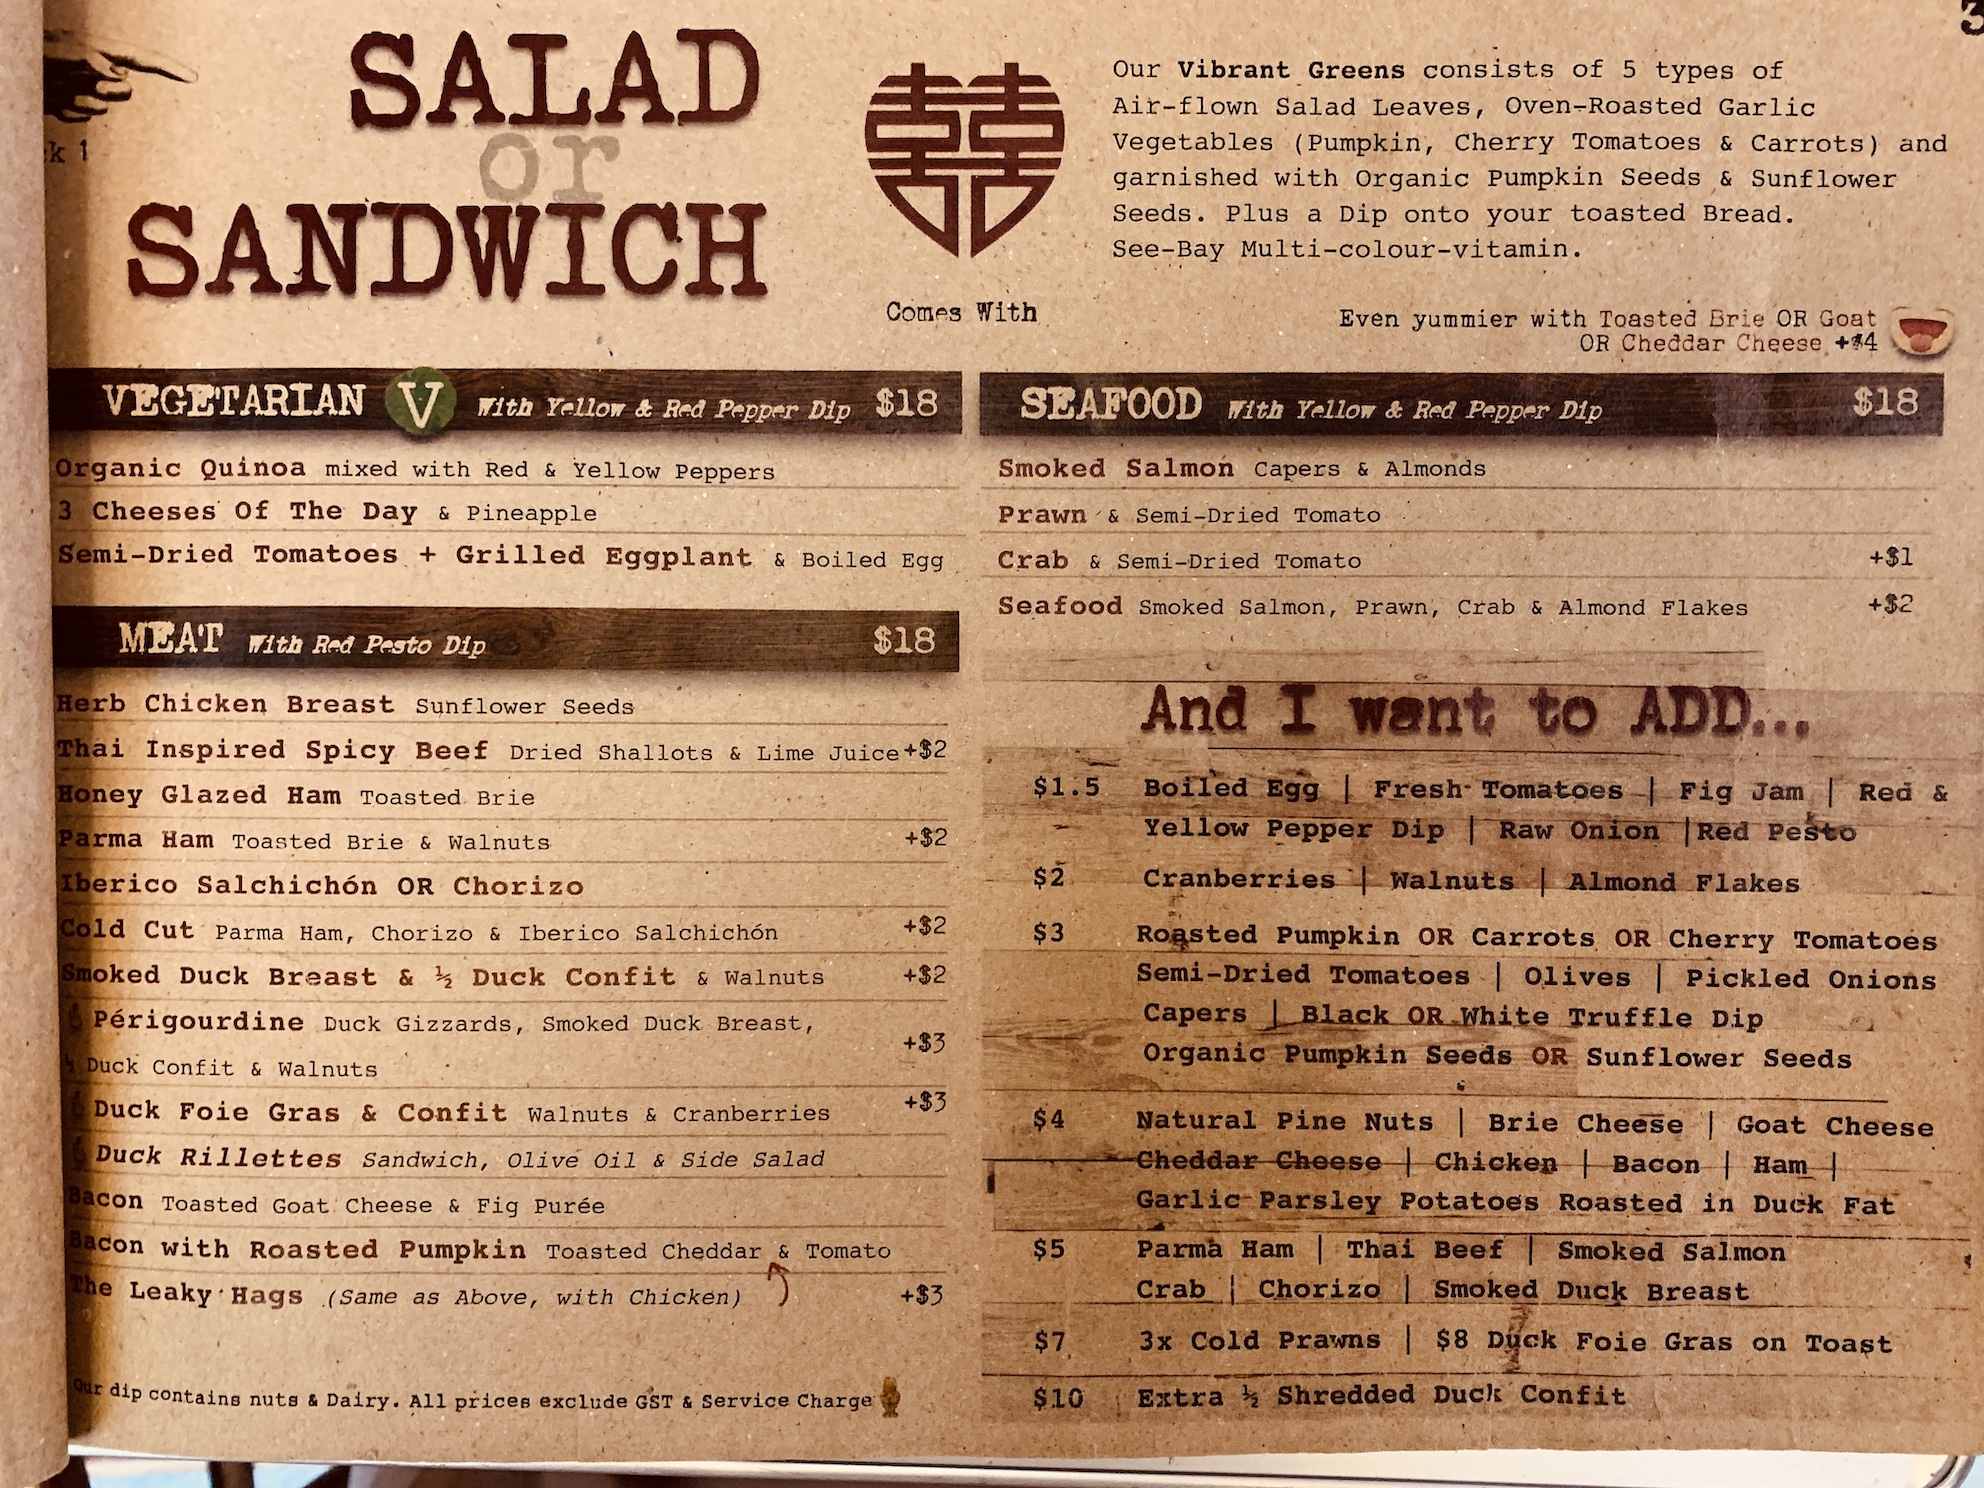 3
k 1
SALAD
or
SANDWICH
囍
Comes With
Our Vibrant Greens consists of 5 types of
Air-flown Salad Leaves, Oven-Roasted Garlic
Vegetables (Pumpkin, Cherry Tomatoes & Carrots) and
garnished with Organic Pumpkin Seeds & Sunflower
Seeds. Plus a Dip onto your toasted Bread.
See-Bay Multi-colour-vitamin.
Even yummier with Toasted Brie OR Goat
OR Cheddar Cheese +$4
VEGETARIAN V With Yellow & Red Pepper Dip $18
Organic Quinoa mixed with Red & Yellow Peppers
3 Cheeses Of The Day & Pineapple
Semi-Dried Tomatoes + Grilled Eggplant & Boiled Egg
MEAT With Red Pesto Dip $18
Herb Chicken Breast Sunflower Seeds
Thai Inspired Spicy Beef Dried Shallots & Lime Juice +$2
Honey Glazed Ham Toasted Brie
Parma Ham Toasted Brie & Walnuts +$2
Iberico Salchichón OR Chorizo
Cold Cut Parma Ham, Chorizo & Iberico Salchichón +$2
Smoked Duck Breast & ½ Duck Confit & Walnuts +$2
Périgourdine Duck Gizzards, Smoked Duck Breast,
½ Duck Confit & Walnuts +$3
Duck Foie Gras & Confit Walnuts & Cranberries +$3
Duck Rillettes Sandwich, Olive Oil & Side Salad
Bacon Toasted Goat Cheese & Fig Purée
Bacon with Roasted Pumpkin Toasted Cheddar & Tomato
The Leaky Hags (Same as Above, with Chicken) +$3
Our dip contains nuts & Dairy. All prices exclude GST & Service Charge
SEAFOOD With Yellow & Red Pepper Dip $18
Smoked Salmon Capers & Almonds
Prawn & Semi-Dried Tomato
Crab & Semi-Dried Tomato +$1
Seafood Smoked Salmon, Prawn, Crab & Almond Flakes +$2
And I want to ADD...
$1.5 Boiled Egg | Fresh Tomatoes | Fig Jam | Red &
Yellow Pepper Dip | Raw Onion | Red Pesto
$2 Cranberries | Walnuts | Almond Flakes
$3 Roasted Pumpkin OR Carrots OR Cherry Tomatoes
Semi-Dried Tomatoes | Olives | Pickled Onions
Capers | Black OR White Truffle Dip
Organic Pumpkin Seeds OR Sunflower Seeds
$4 Natural Pine Nuts | Brie Cheese | Goat Cheese
Cheddar Cheese | Chicken | Bacon | Ham |
Garlic Parsley Potatoes Roasted in Duck Fat
$5 Parma Ham | Thai Beef | Smoked Salmon
Crab | Chorizo | Smoked Duck Breast
$7 3x Cold Prawns | $8 Duck Foie Gras on Toast
$10 Extra ½ Shredded Duck Confit